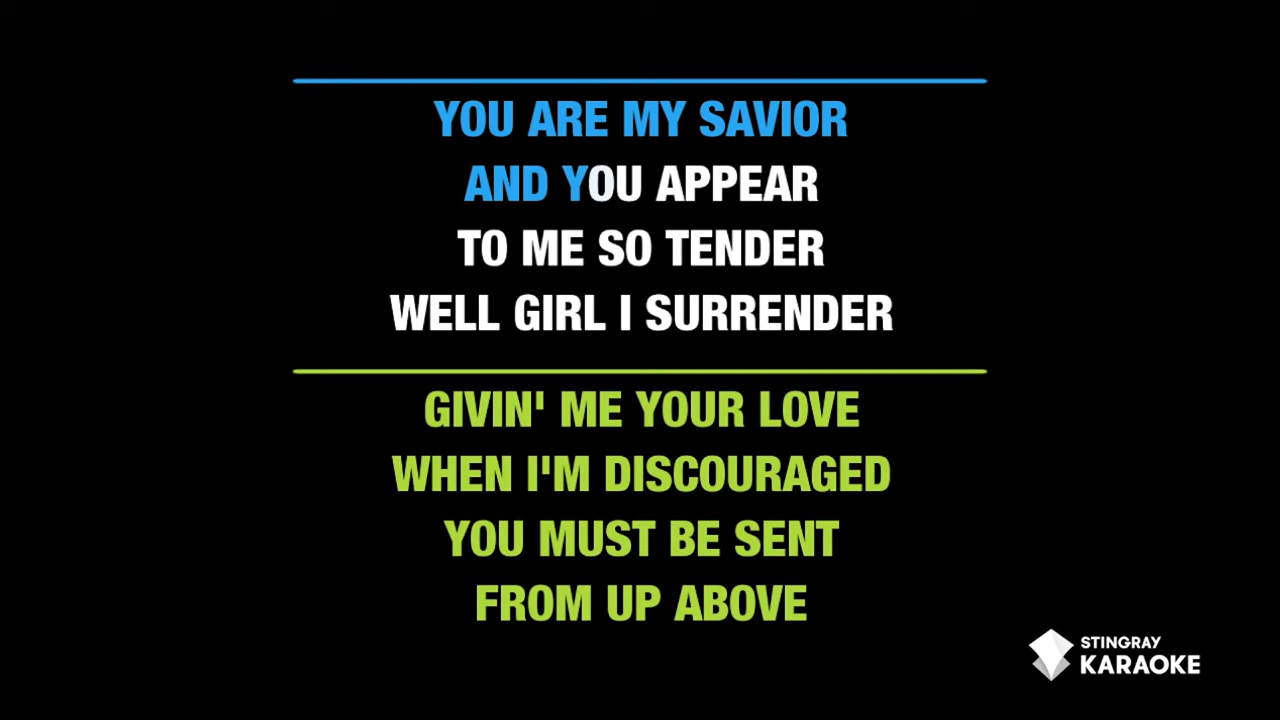 YOU ARE MY SAVIOR
AND YOU APPEAR
TO ME SO TENDER
WELL GIRL I SURRENDER
GIVIN' ME YOUR LOVE
WHEN I'M DISCOURAGED
YOU MUST BE SENT
FROM UP ABOVE
STINGRAY
KARAOKE